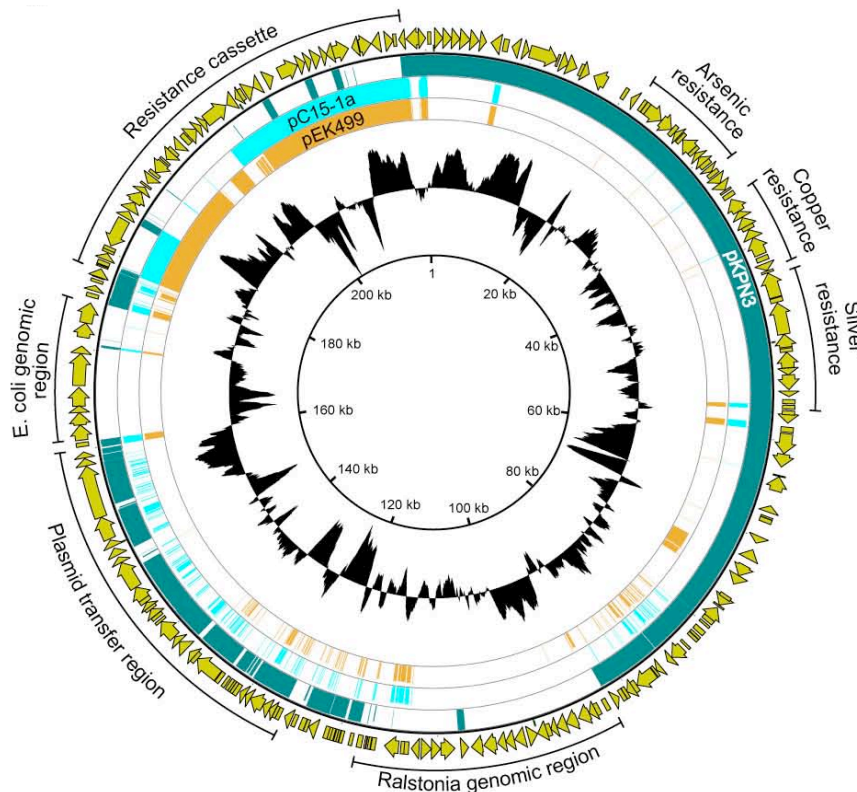 Resistance cassette
Arsenic
resistance
Copper
resistance
Silver
resistance
pKPN3
pC15-1a
pEK499
1
20 kb
40 kb
60 kb
80 kb
100 kb
120 kb
140 kb
160 kb
180 kb
200 kb
E. coli genomic
region
Plasmid transfer region
Ralstonia genomic region